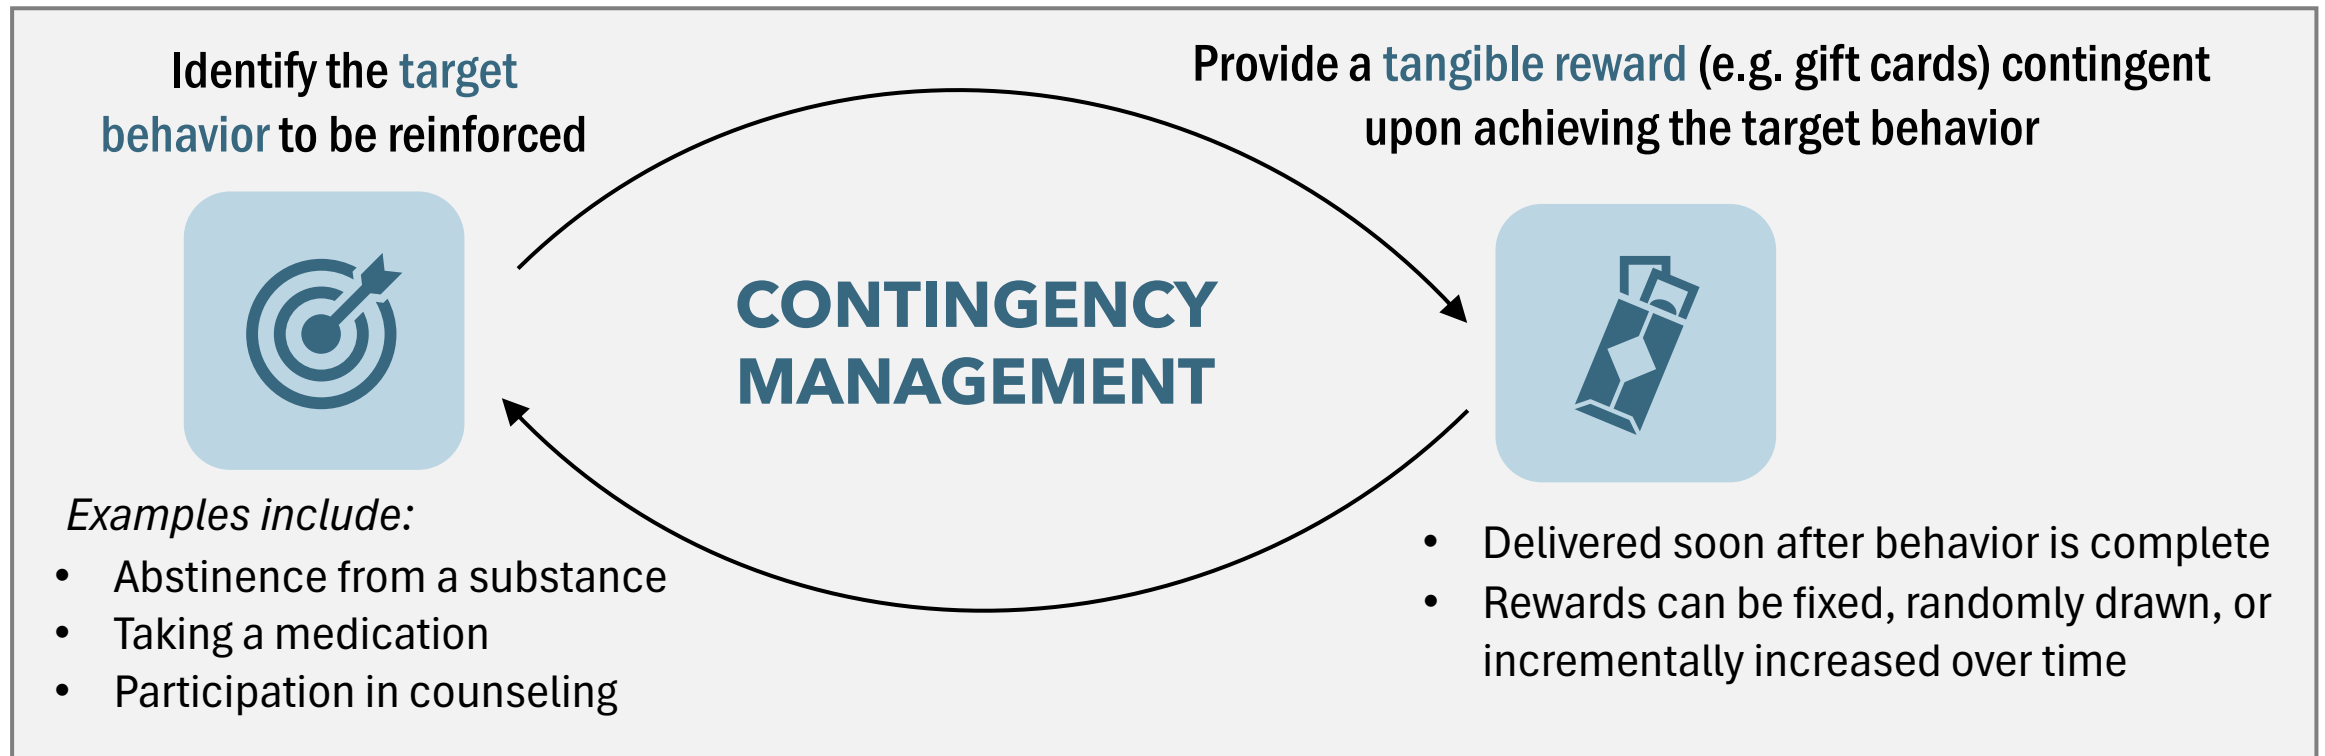 Identify the target
behavior to be reinforced
Examples include:
• Abstinence from a substance
• Taking a medication
• Participation in counseling
CONTINGENCY
MANAGEMENT
Provide a tangible reward (e.g. gift cards) contingent
upon achieving the target behavior
• Delivered soon after behavior is complete
• Rewards can be fixed, randomly drawn, or
incrementally increased over time